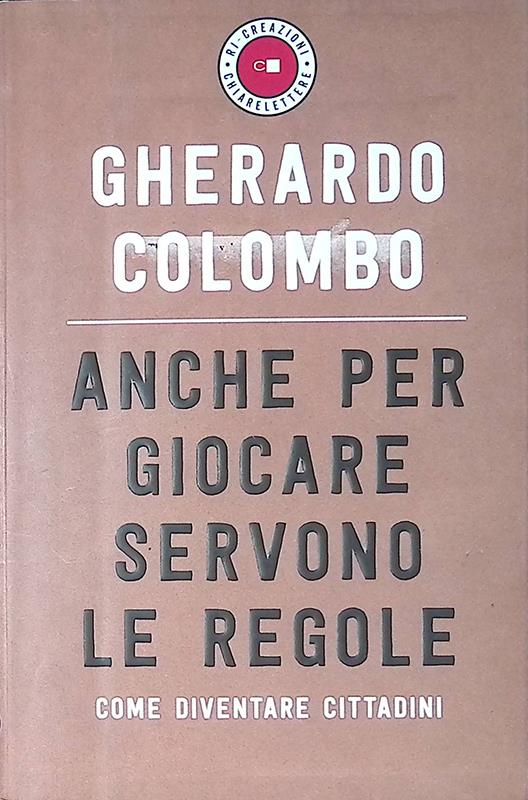 RI-CREAZIONI
CHIARELETTERE
C
GHERARDO
COLOMBO
ANCHE PER
GIOCARE
SERVONO
LE REGOLE
COME DIVENTARE CITTADINI